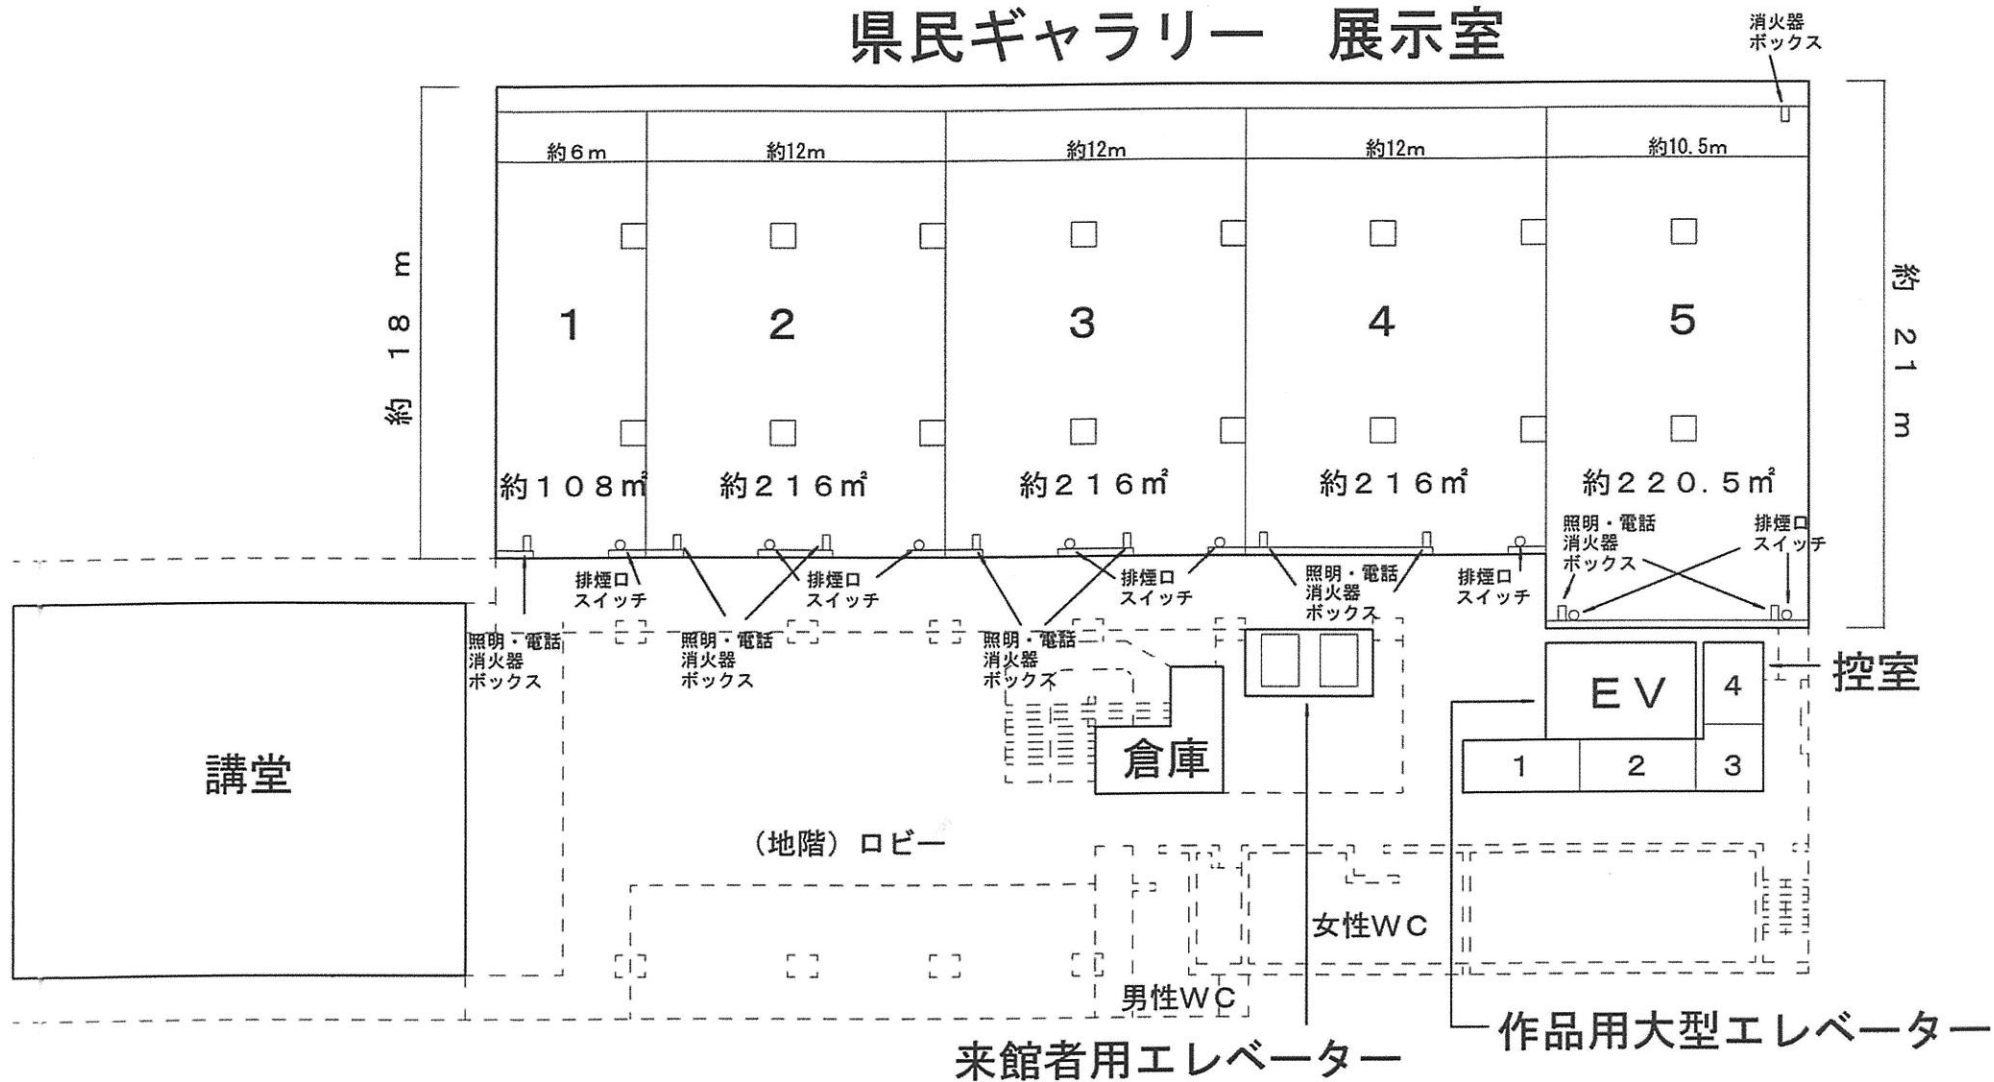 県民ギャラリー　展示室
消火器
ボックス
約６ｍ
約12m
約12m
約12m
約10.5m
約　18　ｍ
約　21　ｍ
１
２
３
４
５
約１０８㎡
約２１６㎡
約２１６㎡
約２１６㎡
約２２０.５㎡
照明・電話
消火器
ボックス
排煙口
スイッチ
排煙口
スイッチ
排煙口
スイッチ
排煙口
スイッチ
照明・電話
消火器
ボックス
排煙口
スイッチ
照明・電話
消火器
ボックス
照明・電話
消火器
ボックス
照明・電話
消火器
ボックス
控室
ＥＶ
４
１
２
３
倉庫
講堂
（地階）ロビー
女性ＷＣ
男性ＷＣ
来館者用エレベーター
作品用大型エレベーター